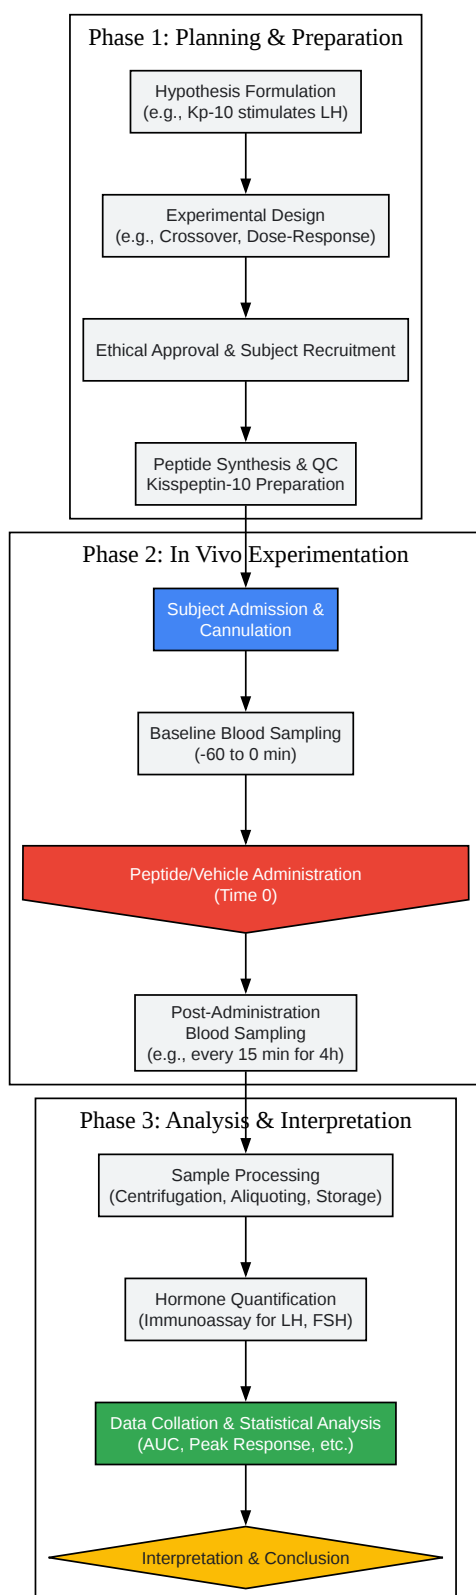 Phase 1: Planning & Preparation
Hypothesis Formulation
(e.g., Kp-10 stimulates LH)
Experimental Design
(e.g., Crossover, Dose-Response)
Ethical Approval & Subject Recruitment
Peptide Synthesis & QC
Kisspeptin-10 Preparation
Phase 2: In Vivo Experimentation
Subject Admission &
Cannulation
Baseline Blood Sampling
(-60 to 0 min)
Peptide/Vehicle Administration
(Time 0)
Post-Administration
Blood Sampling
(e.g., every 15 min for 4h)
Phase 3: Analysis & Interpretation
Sample Processing
(Centrifugation, Aliquoting, Storage)
Hormone Quantification
(Immunoassay for LH, FSH)
Data Collation & Statistical Analysis
(AUC, Peak Response, etc.)
Interpretation & Conclusion